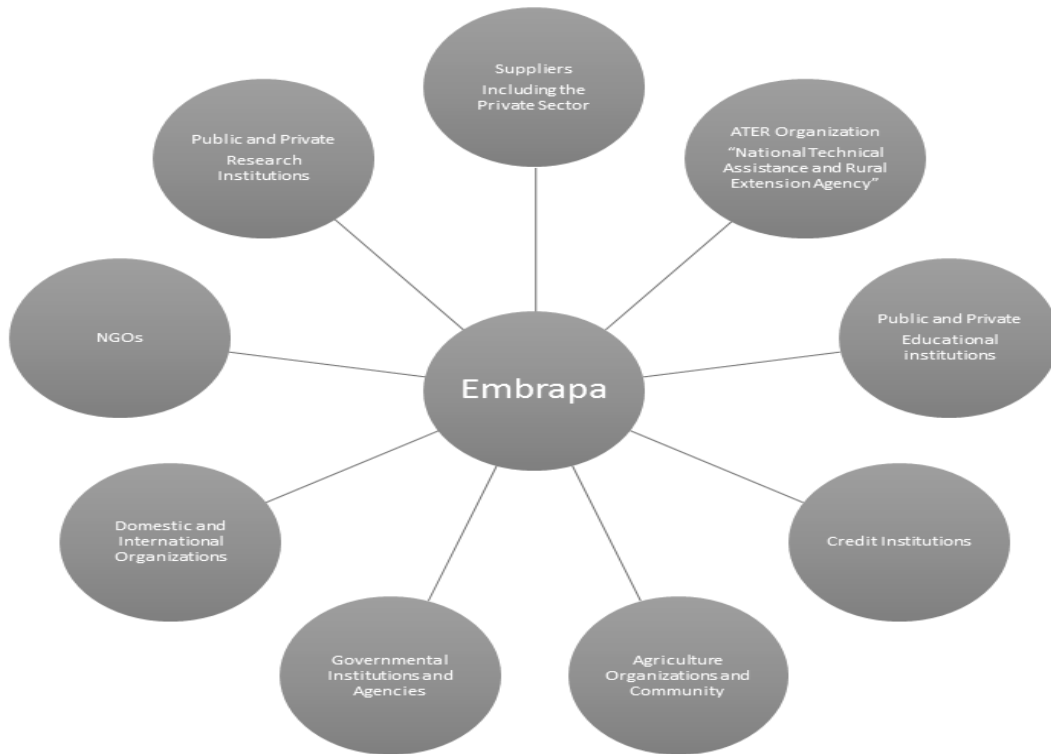 Suppliers
Including the
Private Sector
ATER Organization
“National Technical
Assistance and Rural
Extension Agency”
Public and Private
Educational
institutions
Credit Institutions
Agriculture
Organizations and
Community
Governmental
Institutions and
Agencies
Domestic and
International
Organizations
NGOs
Public and Private
Research
Institutions
Embrapa